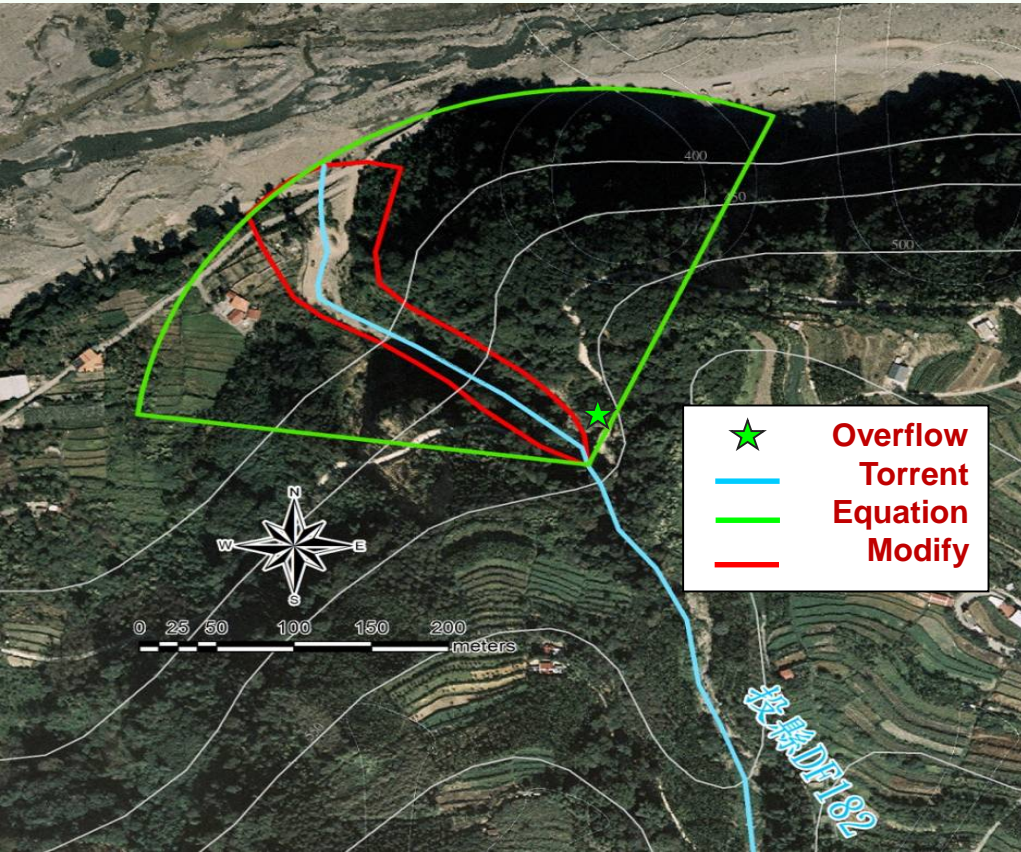 400
500
Overflow
Torrent
Equation
Modify
N
W E
S
0 25 50 100 150 200
meters
投縣DF182